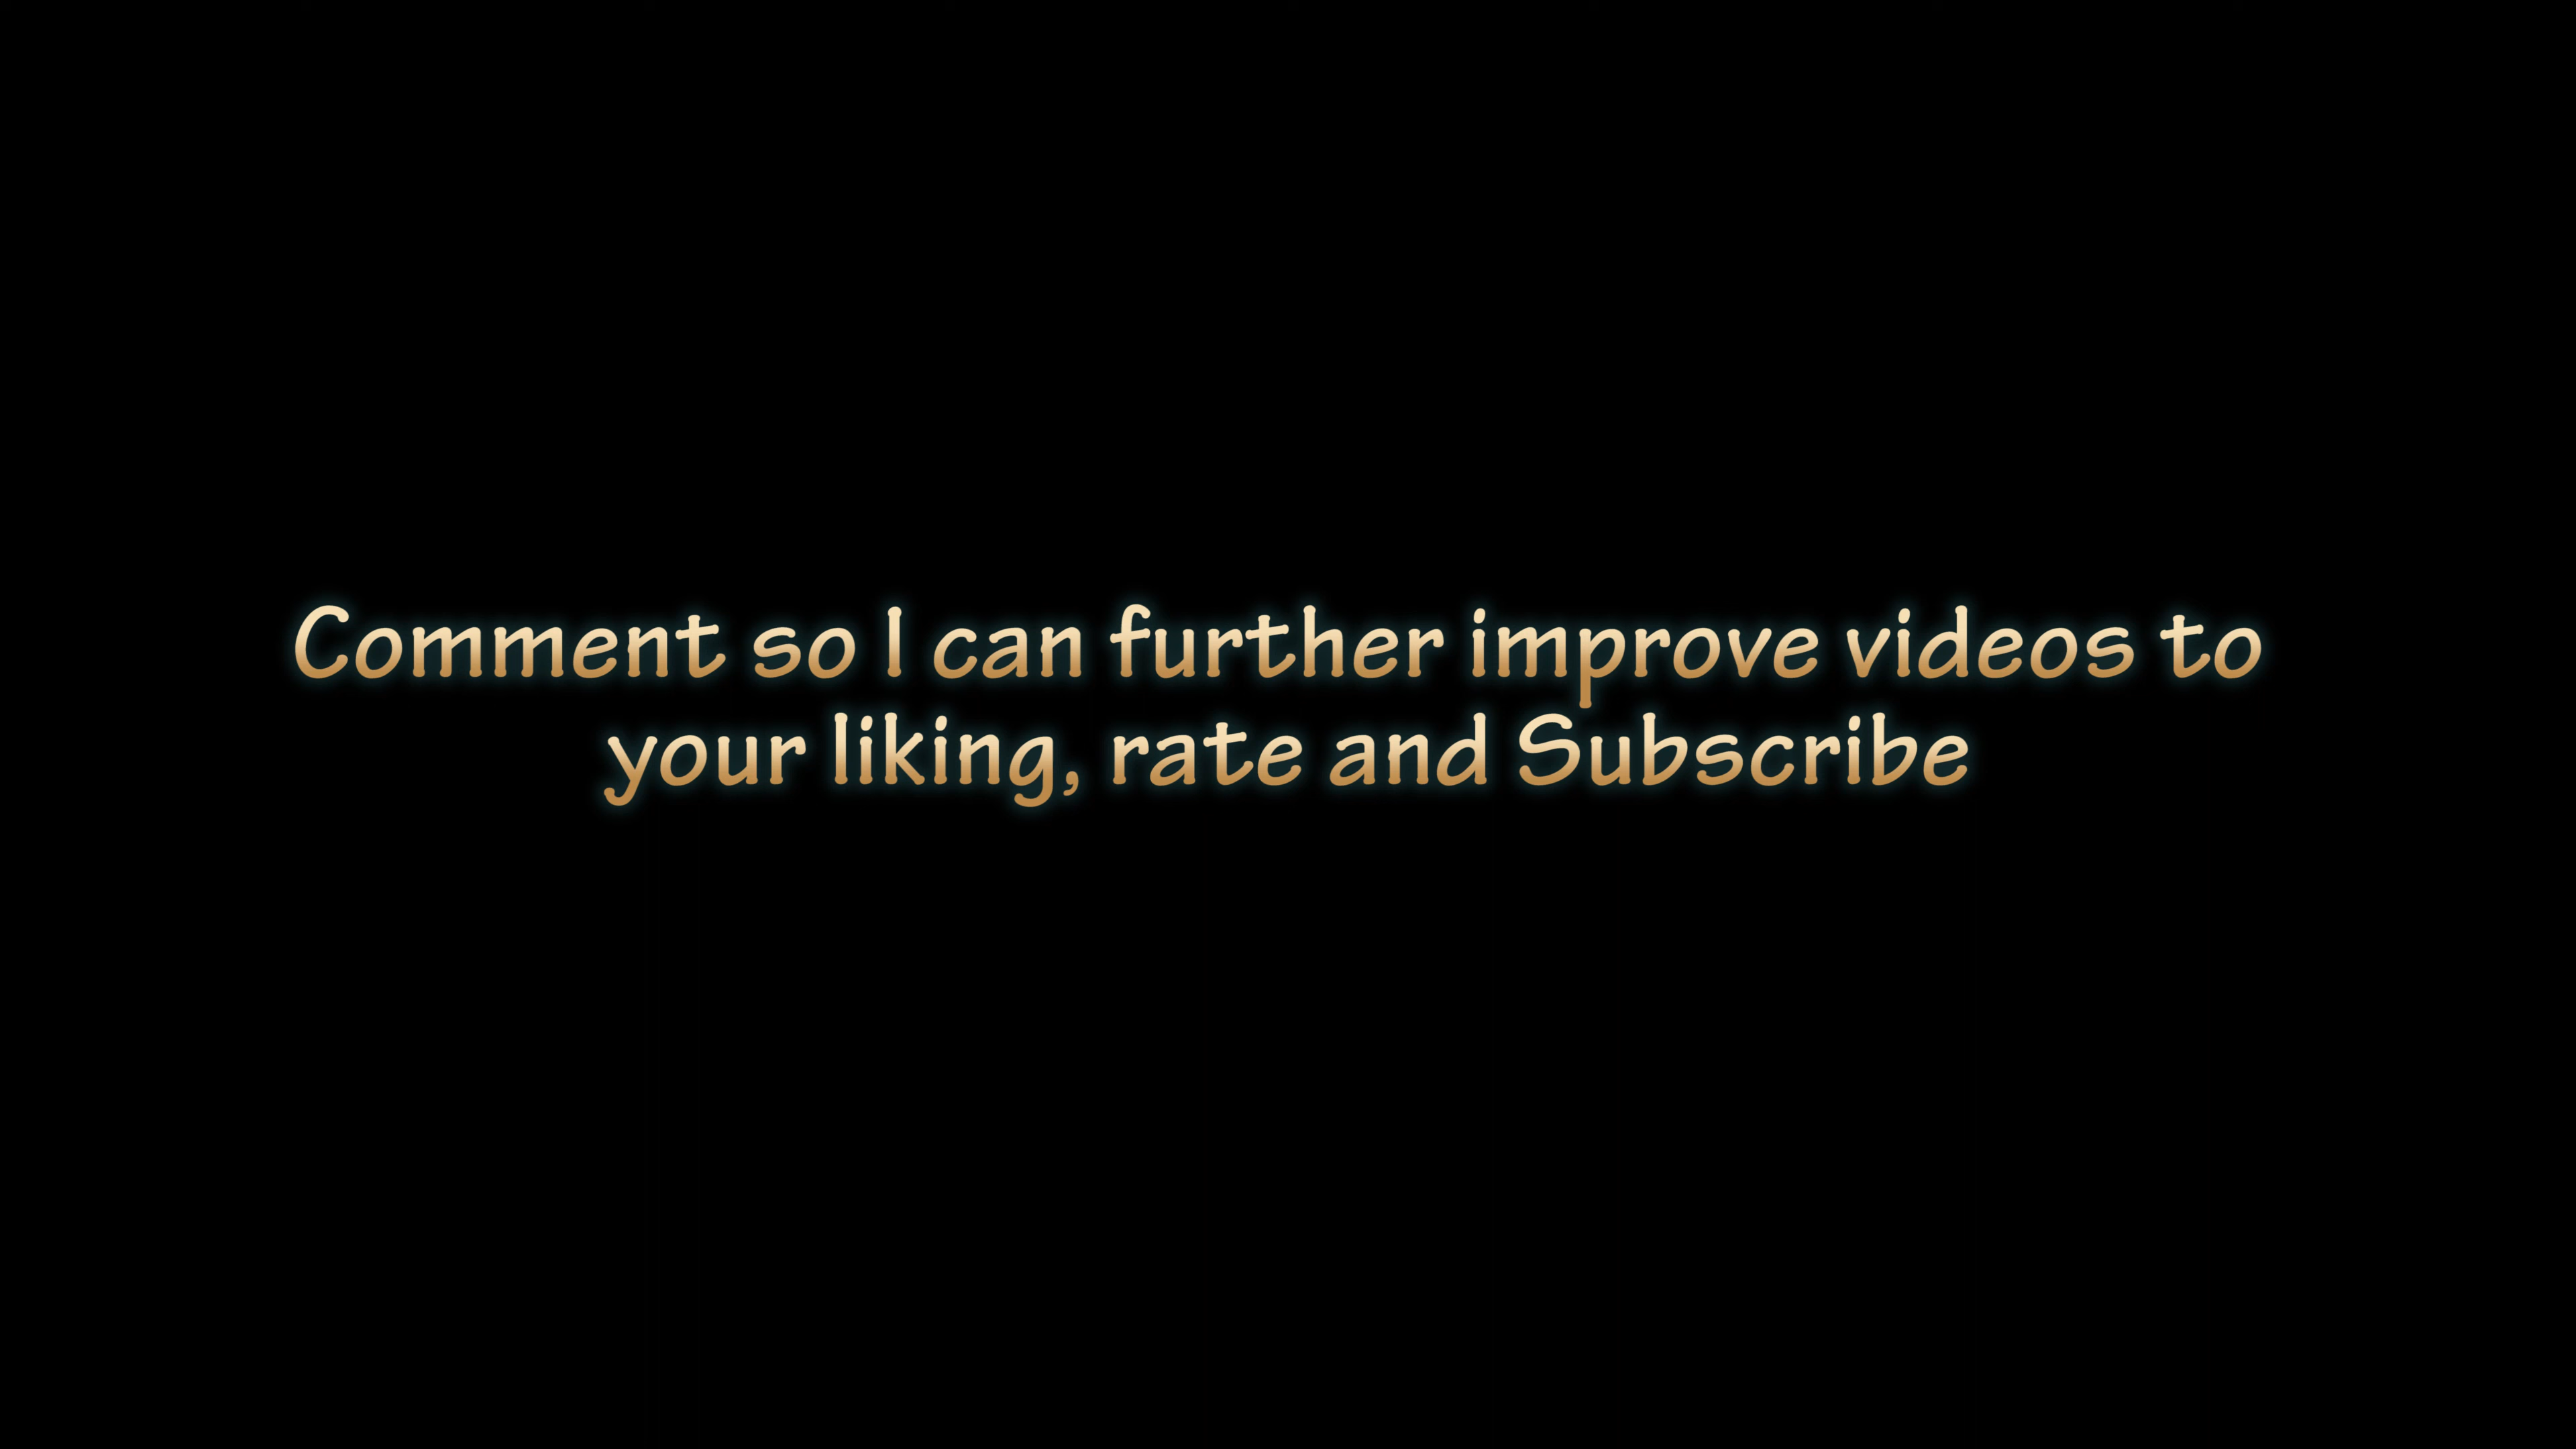 Comment so I can further improve videos to
your liking, rate and Subscribe